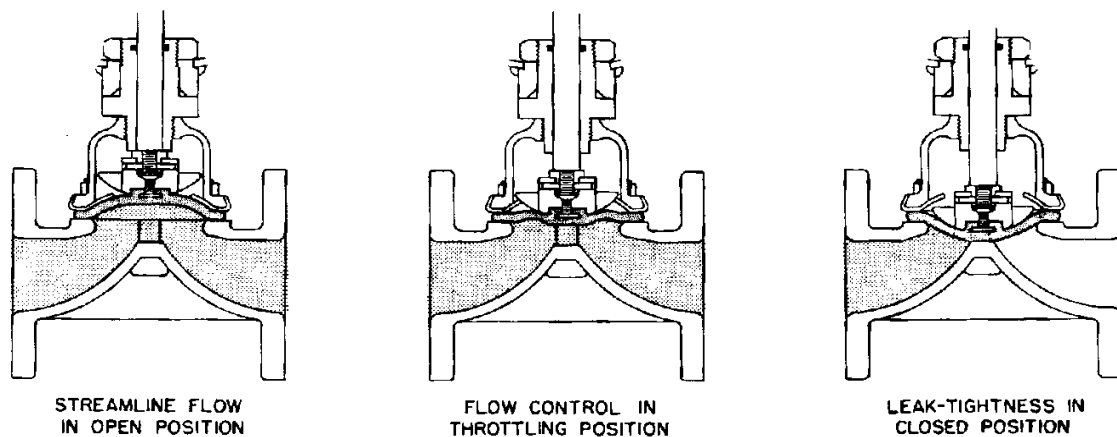 STREAMLINE FLOW
IN OPEN POSITION
FLOW CONTROL IN
THROTTLING POSITION
LEAK-TIGHTNESS IN
CLOSED POSITION